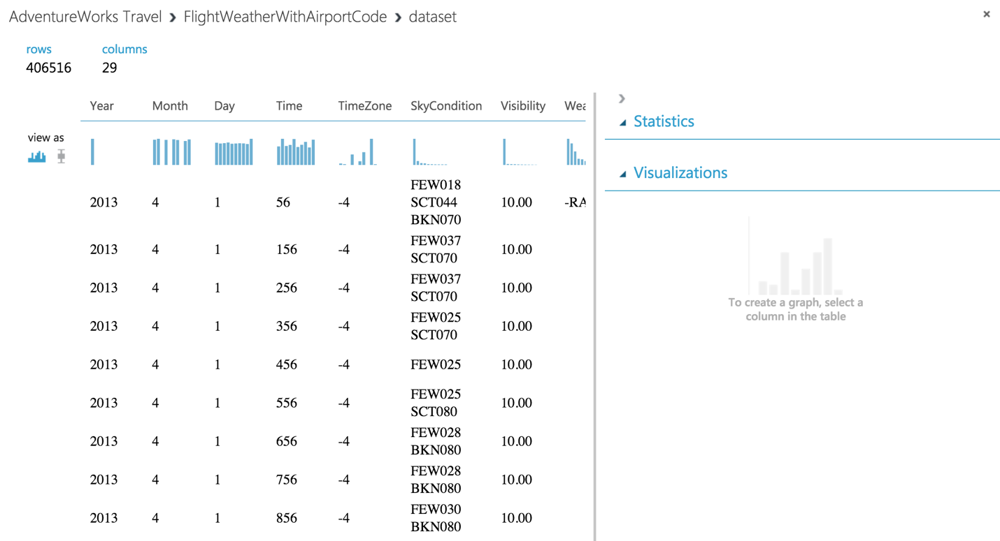 AdventureWorks Travel › FlightWeatherWithAirportCode › dataset
rows columns
406516 29
Year Month Day Time TimeZone SkyCondition Visibility Wea
view as
2013 4 1 56 -4 FEW018 SCT044 BKN070 10.00 -RA
2013 4 1 156 -4 FEW037 SCT070 10.00
2013 4 1 256 -4 FEW037 SCT070 10.00
2013 4 1 356 -4 FEW025 SCT070 10.00
2013 4 1 456 -4 FEW025 10.00
2013 4 1 556 -4 FEW025 SCT080 10.00
2013 4 1 656 -4 FEW028 BKN080 10.00
2013 4 1 756 -4 FEW028 BKN080 10.00
2013 4 1 856 -4 FEW030 BKN080 10.00
Statistics
Visualizations
To create a graph, select a
column in the table